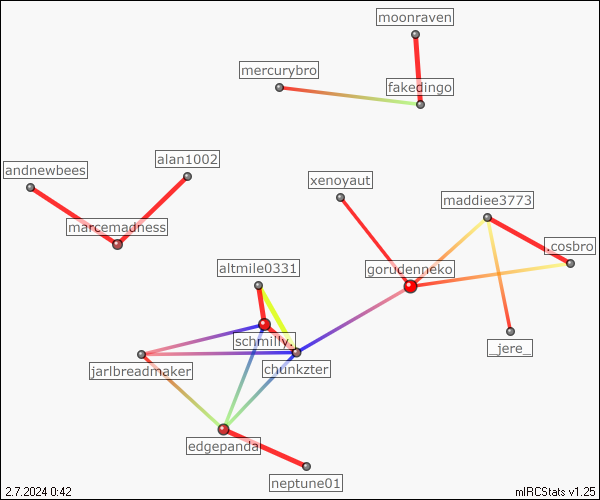 moonraven
mercurybro
fakedingo
alan1002
andnewbees
xenoyaut
maddiee3773
marcemadness
.cosbro
altmile0331
gorudenneko
schmilly.
_jere_
jarlbreadmaker
chunkzter
edgepanda
neptune01
2.7.2024 0:42
mIRCStats v1.25